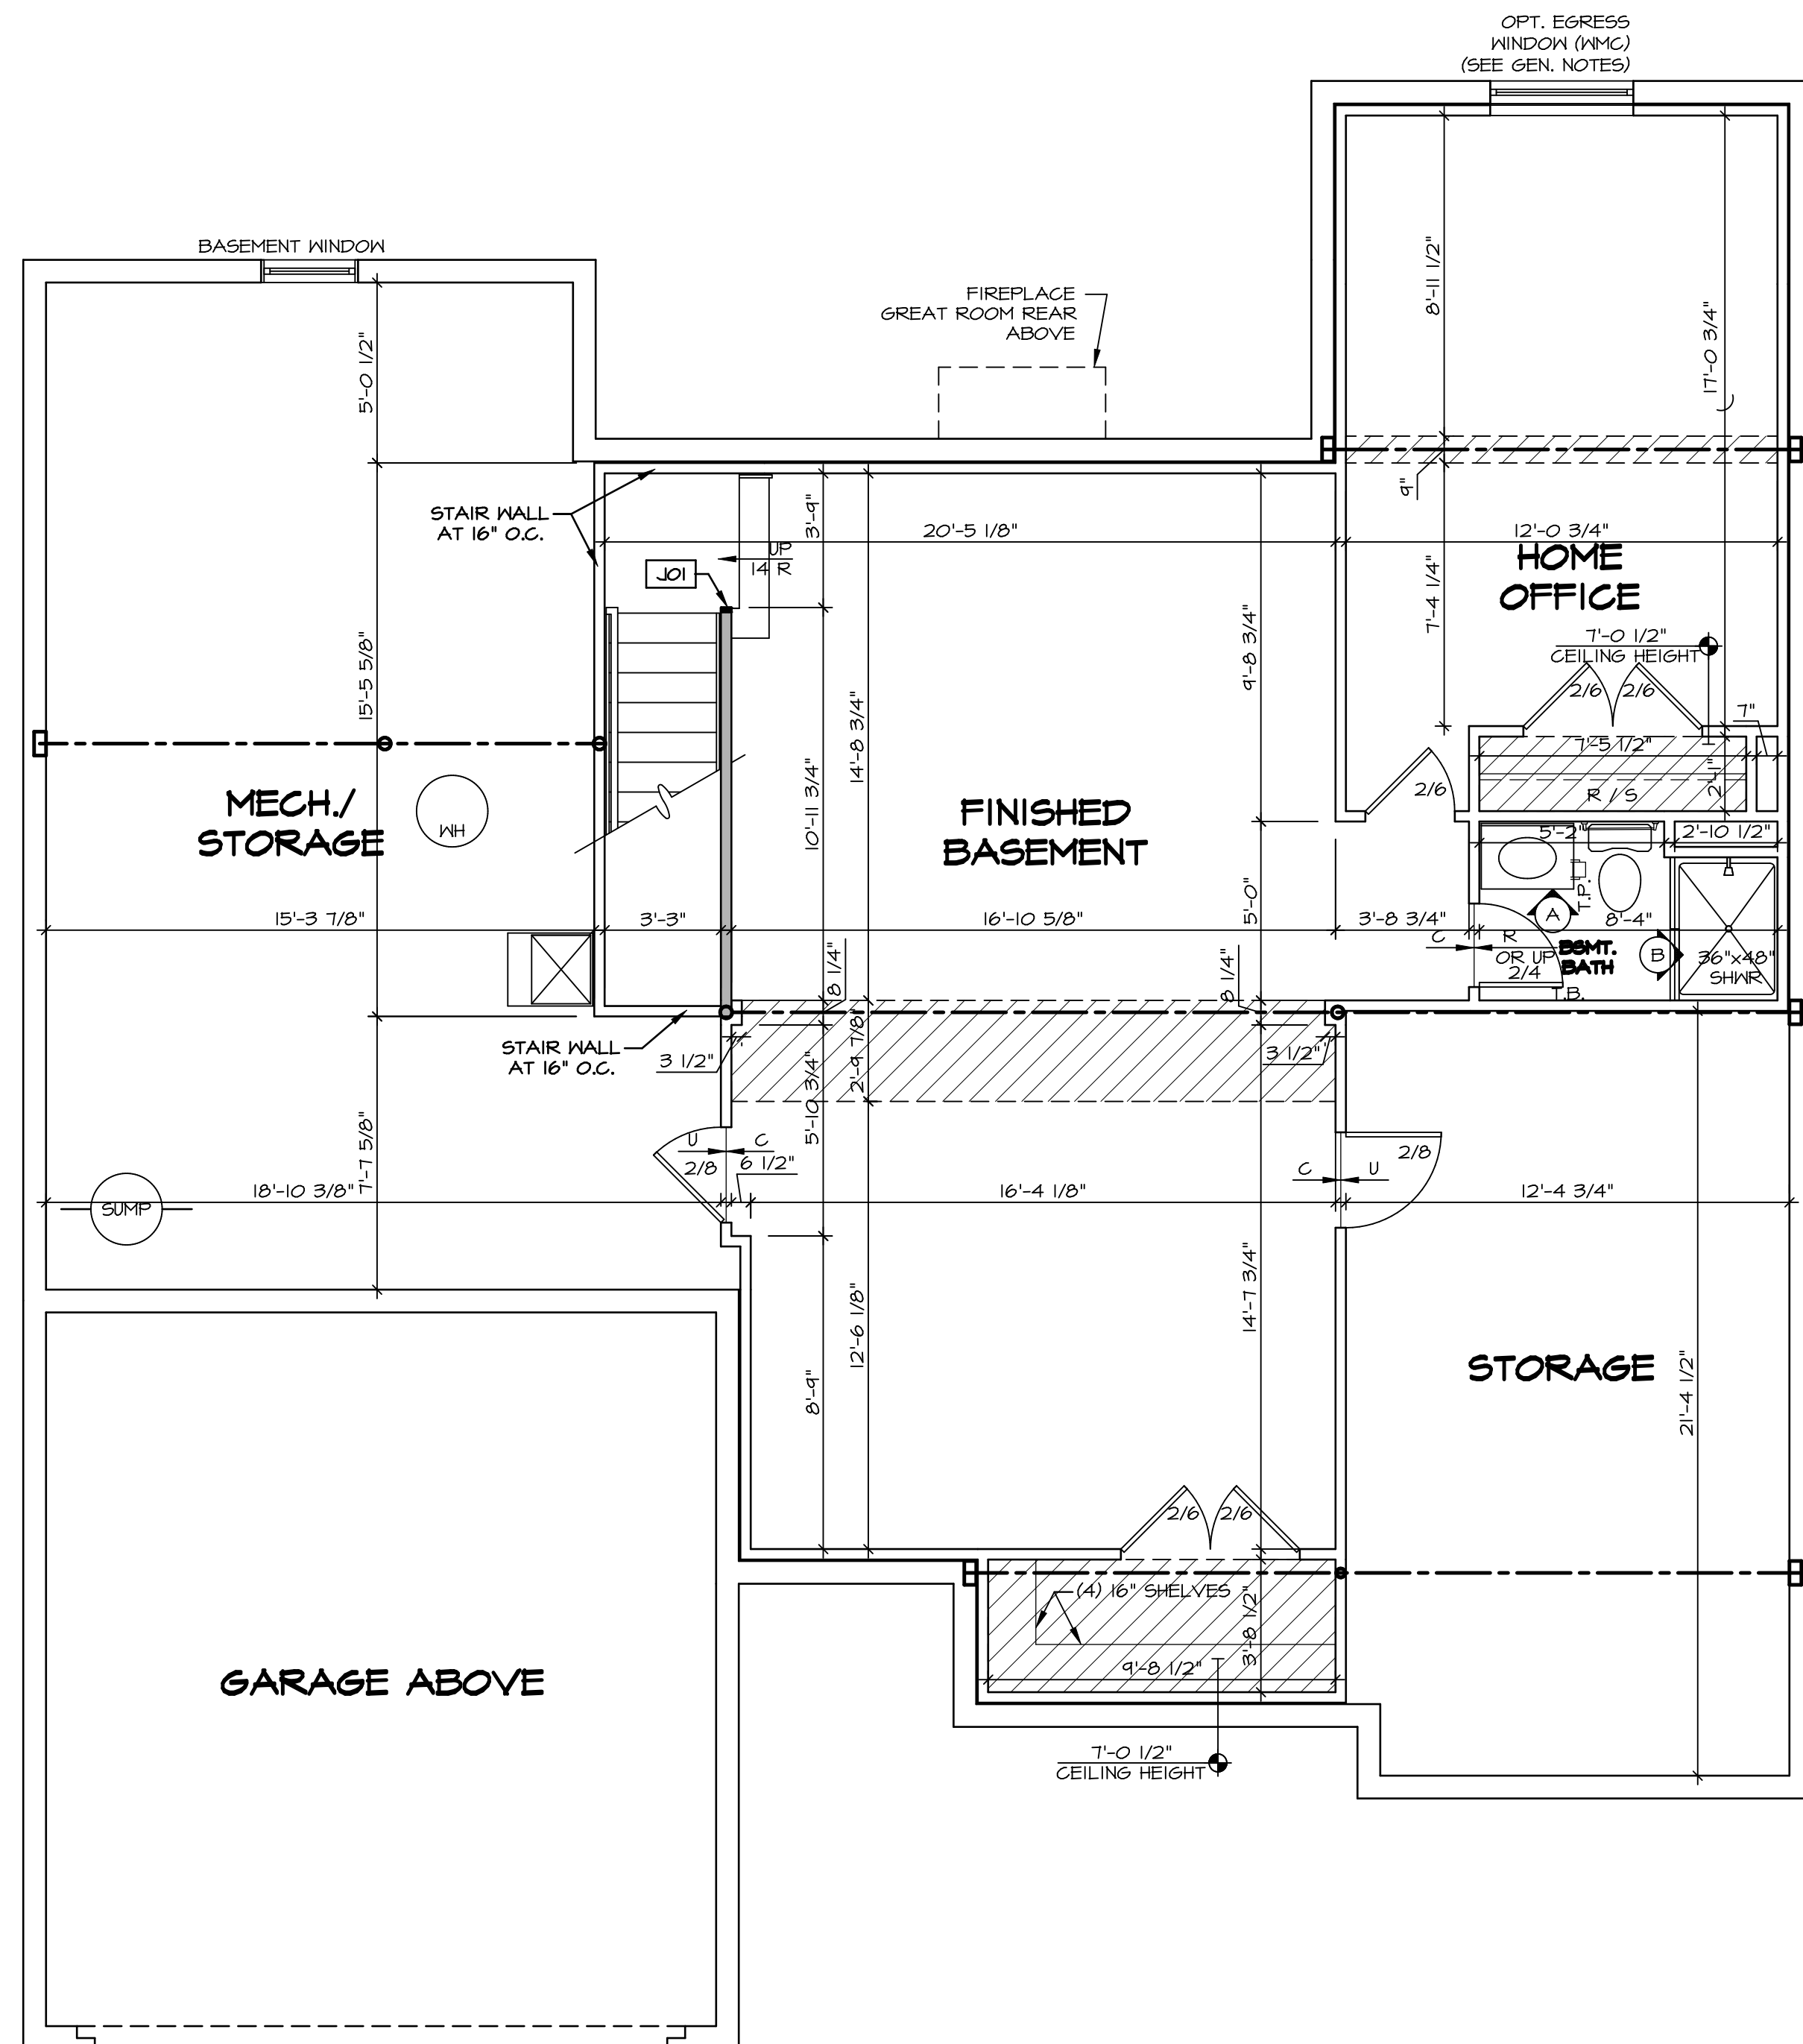 OPT. EGRESS
WINDOW (WMC)
(SEE GEN. NOTES)
BASEMENT WINDOW
FIREPLACE
GREAT ROOM REAR
ABOVE
8'-11 1/2"
17'-0 3/4"
5'-0 1/2"
9"
STAIR WALL
AT 16" O.C.
3'-9"
20'-5 1/8"
12'-0 3/4"
UP
14 R
J01
HOME
OFFICE
7'-4 1/4"
7'-0 1/2"
CEILING HEIGHT
15'-5 5/8"
14'-8 3/4"
9'-8 3/4"
2/6
2/6
7"
7'-5 1/2"
2'-1"
R / S
2/6
MECH./
STORAGE
WH
10'-11 3/4"
FINISHED
BASEMENT
5'-2"
2'-10 1/2"
T.P.
15'-3 7/8"
3'-3"
16'-10 5/8"
5'-0"
3'-8 3/4"
A
8'-4"
C
R
OR UP
2/4
BSMT.
BATH
B
36"x48"
SHWR
T.B.
8 1/4"
8 1/4"
STAIR WALL
AT 16" O.C.
3 1/2"
3 1/2"
5'-10 3/4"
2'-9 7/8"
7'-7 5/8"
U
C
2/8
6 1/2"
C
U
2/8
SUMP
18'-10 3/8"
16'-4 1/8"
12'-4 3/4"
8'-9"
12'-6 1/8"
14'-7 3/4"
STORAGE
21'-4 1/2"
2/6
2/6
(4) 16" SHELVES
3'-8 1/2"
9'-8 1/2"
GARAGE ABOVE
7'-0 1/2"
CEILING HEIGHT